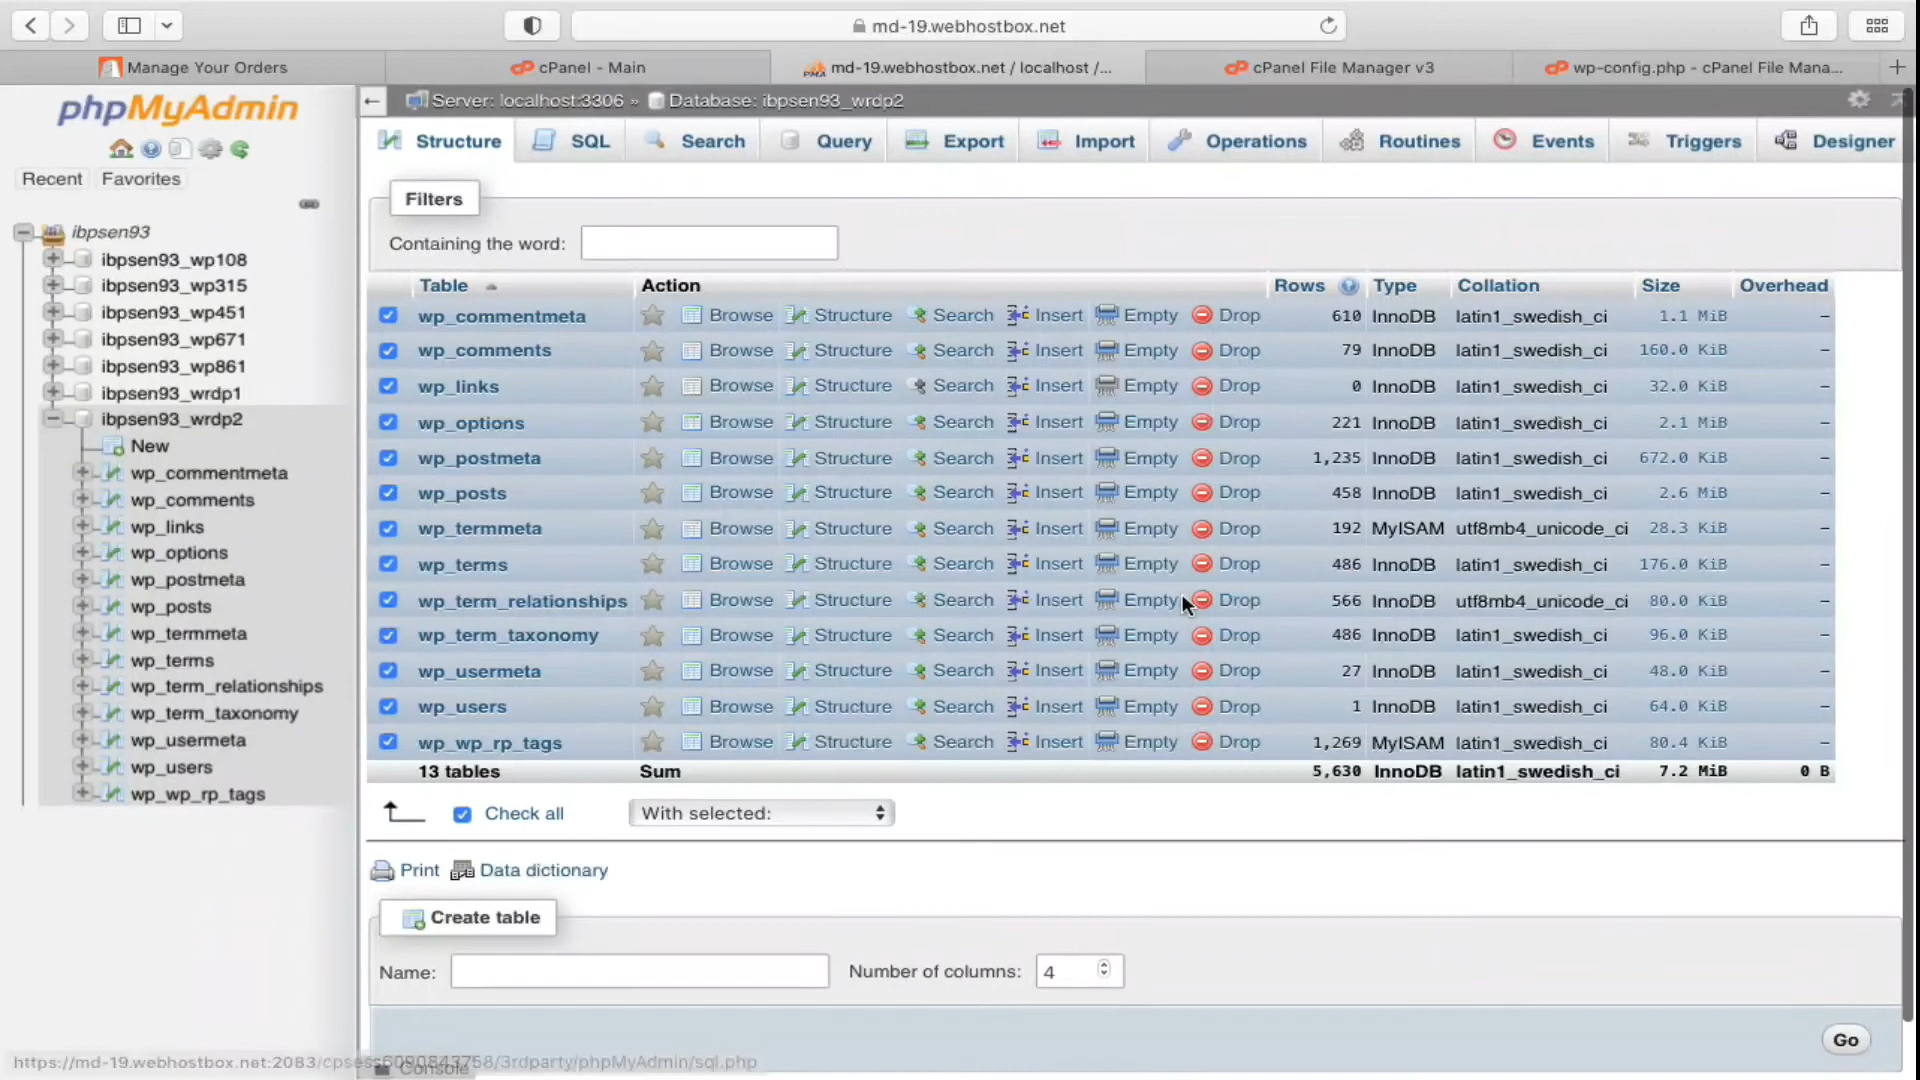 md-19.webhostbox.net
Manage Your Orders
cPanel - Main
PMA md-19.webhostbox.net / localhost /...
cPanel File Manager v3
wp-config.php - cPanel File Mana...
phpMyAdmin
Recent Favorites
ibpsen93
ibpsen93_wp108
ibpsen93_wp315
ibpsen93_wp451
ibpsen93_wp671
ibpsen93_wp861
ibpsen93_wrdp1
ibpsen93_wrdp2
New
wp_commentmeta
wp_comments
wp_links
wp_options
wp_postmeta
wp_posts
wp_termmeta
wp_terms
wp_term_relationships
wp_term_taxonomy
wp_usermeta
wp_users
wp_wp_rp_tags
Server: localhost:3306 » Database: ibpsen93_wrdp2
Structure SQL Search Query Export Import Operations Routines Events Triggers Designer
Filters
Containing the word:
Table Action Rows Type Collation Size Overhead
wp_commentmeta Browse Structure Search Insert Empty Drop 610 InnoDB latin1_swedish_ci 1.1 MiB –
wp_comments Browse Structure Search Insert Empty Drop 79 InnoDB latin1_swedish_ci 160.0 KiB –
wp_links Browse Structure Search Insert Empty Drop 0 InnoDB latin1_swedish_ci 32.0 KiB –
wp_options Browse Structure Search Insert Empty Drop 221 InnoDB latin1_swedish_ci 2.1 MiB –
wp_postmeta Browse Structure Search Insert Empty Drop 1,235 InnoDB latin1_swedish_ci 672.0 KiB –
wp_posts Browse Structure Search Insert Empty Drop 458 InnoDB latin1_swedish_ci 2.6 MiB –
wp_termmeta Browse Structure Search Insert Empty Drop 192 MyISAM utf8mb4_unicode_ci 28.3 KiB –
wp_terms Browse Structure Search Insert Empty Drop 486 InnoDB latin1_swedish_ci 176.0 KiB –
wp_term_relationships Browse Structure Search Insert Empty Drop 566 InnoDB utf8mb4_unicode_ci 80.0 KiB –
wp_term_taxonomy Browse Structure Search Insert Empty Drop 486 InnoDB latin1_swedish_ci 96.0 KiB –
wp_usermeta Browse Structure Search Insert Empty Drop 27 InnoDB latin1_swedish_ci 48.0 KiB –
wp_users Browse Structure Search Insert Empty Drop 1 InnoDB latin1_swedish_ci 64.0 KiB –
wp_wp_rp_tags Browse Structure Search Insert Empty Drop 1,269 MyISAM latin1_swedish_ci 80.4 KiB –
13 tables Sum 5,630 InnoDB latin1_swedish_ci 7.2 MiB 0 B
Check all With selected:
Print Data dictionary
Create table
Name: Number of columns: 4
Go
https://md-19.webhostbox.net:2083/cpsess6090843758/3rdparty/phpMyAdmin/sql.php
Console